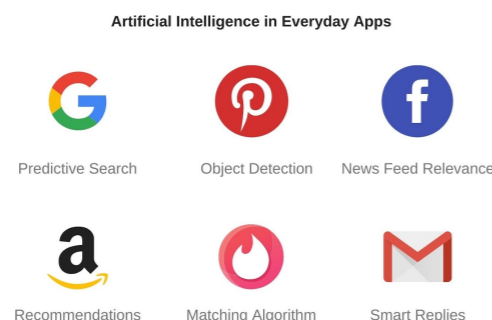 Artificial Intelligence in Everyday Apps
Predictive Search
Object Detection
News Feed Relevance
Recommendations
Matching Algorithm
Smart Replies